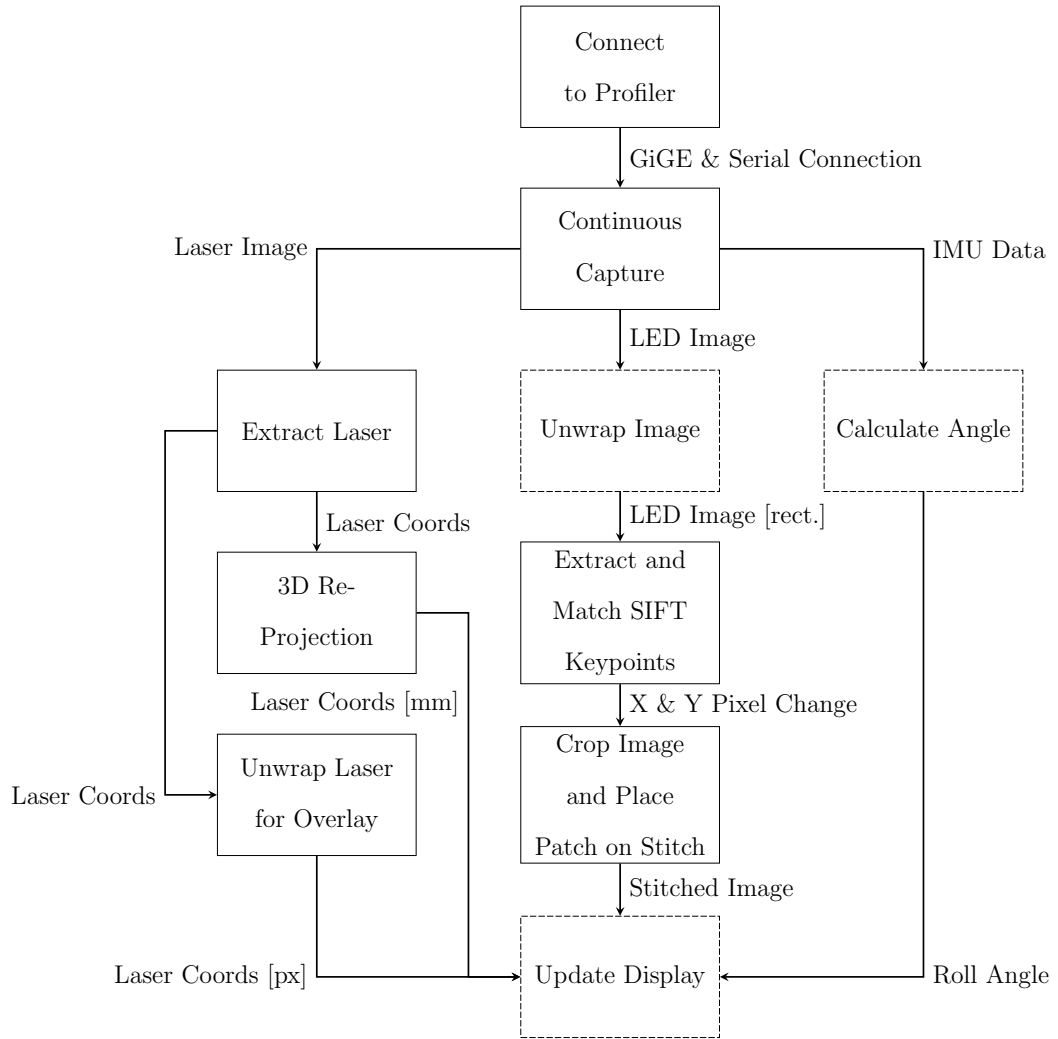 Connect
to Profiler
GiGE & Serial Connection
Continuous
Capture
Laser Image
IMU Data
LED Image
Extract Laser
Unwrap Image
Calculate Angle
Laser Coords
LED Image [rect.]
3D Re-
Projection
Extract and
Match SIFT
Keypoints
Laser Coords [mm]
X & Y Pixel Change
Unwrap Laser
for Overlay
Laser Coords
Crop Image
and Place
Patch on Stitch
Stitched Image
Laser Coords [px]
Update Display
Roll Angle